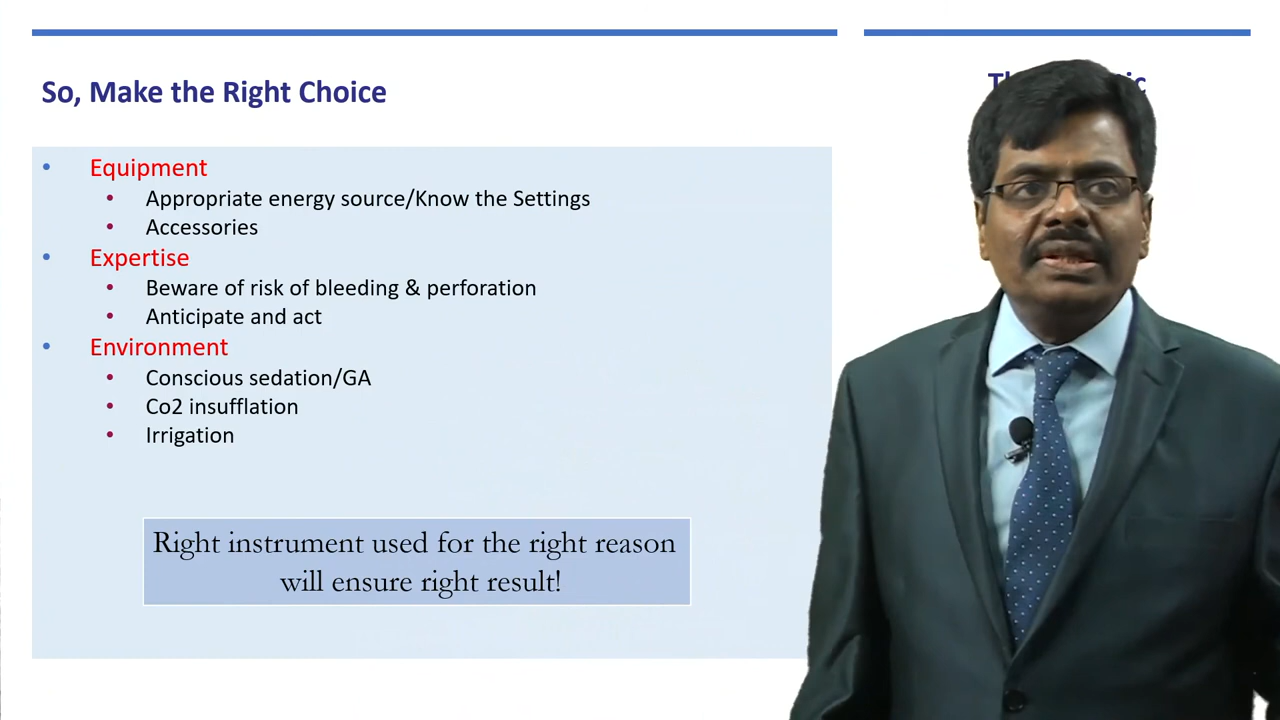 So, Make the Right Choice
• Equipment
• Appropriate energy source/Know the Settings
• Accessories
• Expertise
• Beware of risk of bleeding & perforation
• Anticipate and act
• Environment
• Conscious sedation/GA
• Co2 insufflation
• Irrigation
Right instrument used for the right reason
will ensure right result!